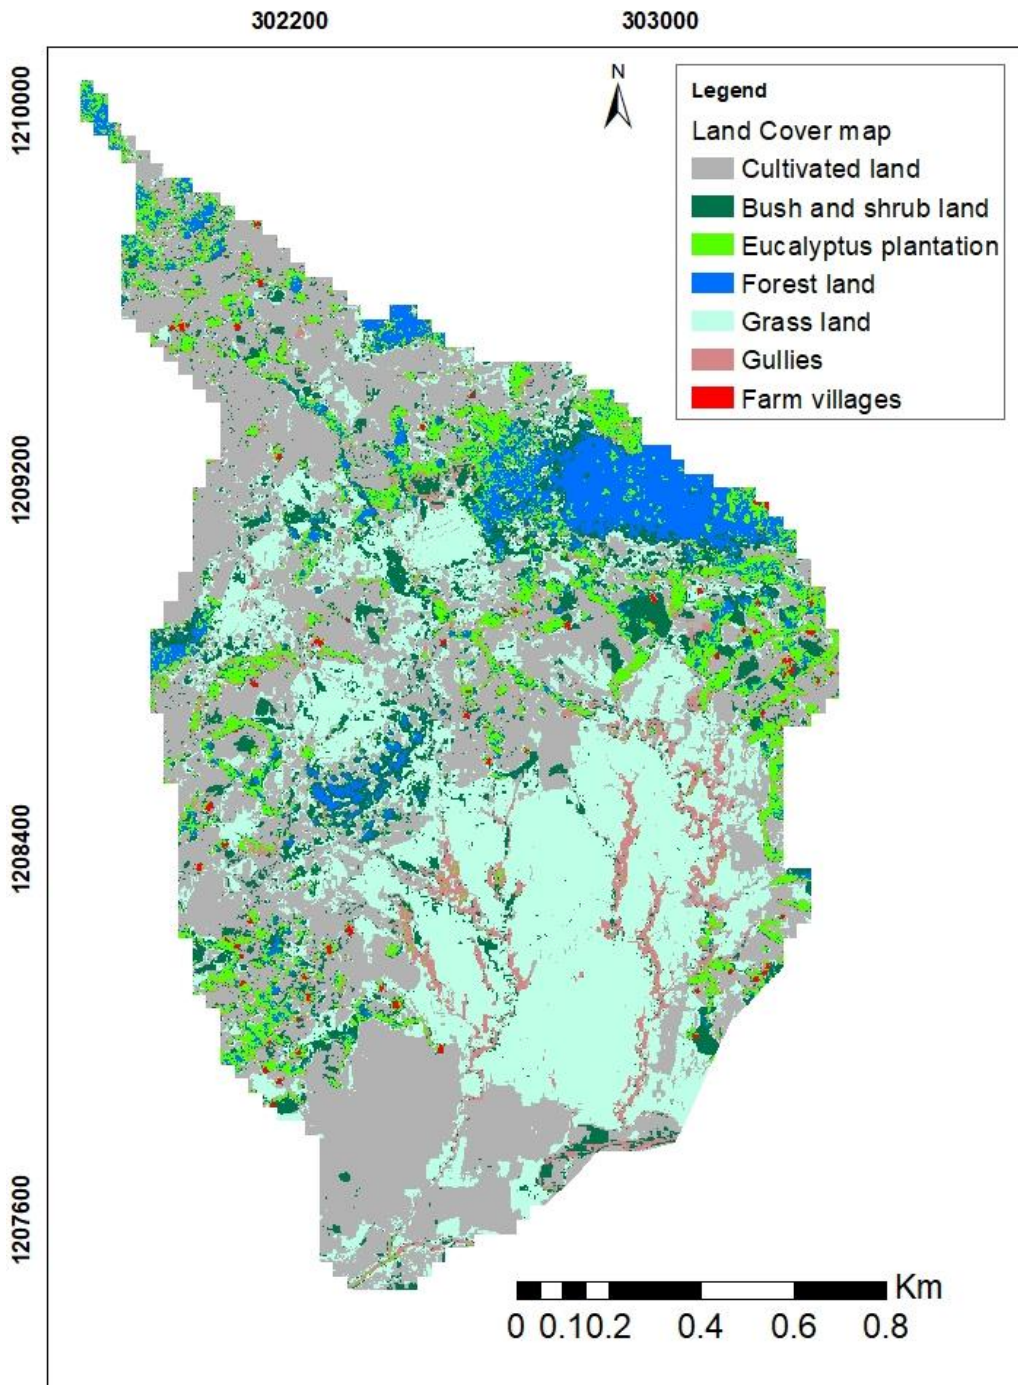 302200 303000
N
1210000
1209200
1208400
1207600
Legend
Land Cover map
Cultivated land
Bush and shrub land
Eucalyptus plantation
Forest land
Grass land
Gullies
Farm villages
Km
0 0.10.2 0.4 0.6 0.8